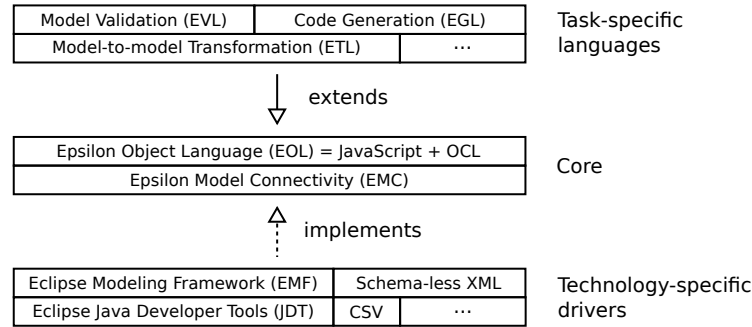 Model Validation (EVL) Code Generation (EGL) Task-specific
Model-to-model Transformation (ETL) ... languages
extends
Epsilon Object Language (EOL) = JavaScript + OCL
Core
Epsilon Model Connectivity (EMC)
implements
Eclipse Modeling Framework (EMF) Schema-less XML Technology-specific
Eclipse Java Developer Tools (JDT) CSV ... drivers